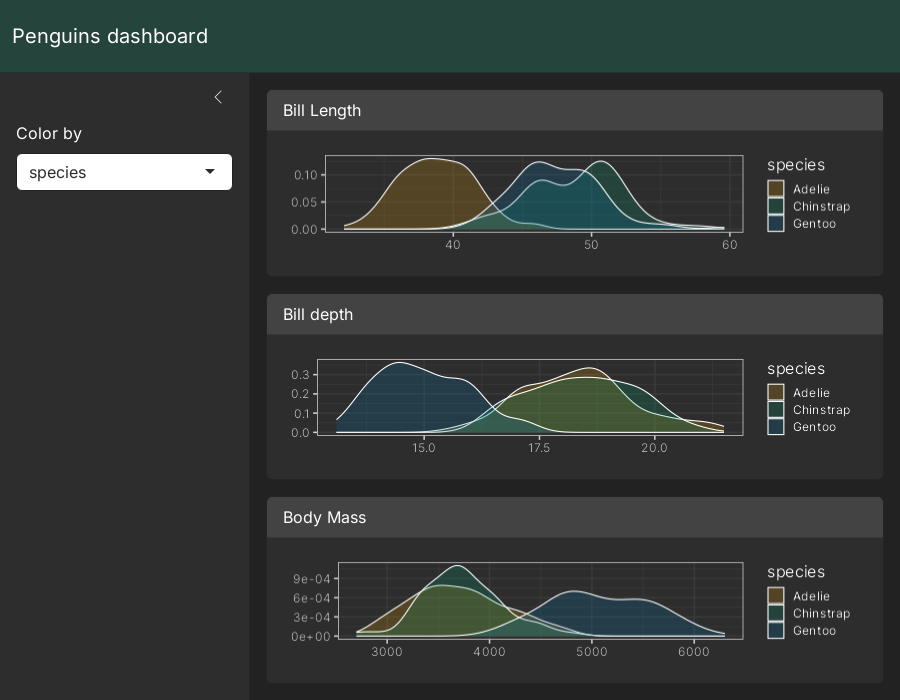 Penguins dashboard
Color by
species
Bill Length
0.10
0.05
0.00
40 50 60
species
Adelie
Chinstrap
Gentoo
Bill depth
0.3
0.2
0.1
0.0
15.0 17.5 20.0
species
Adelie
Chinstrap
Gentoo
Body Mass
9e-04
6e-04
3e-04
0e+00
3000 4000 5000 6000
species
Adelie
Chinstrap
Gentoo